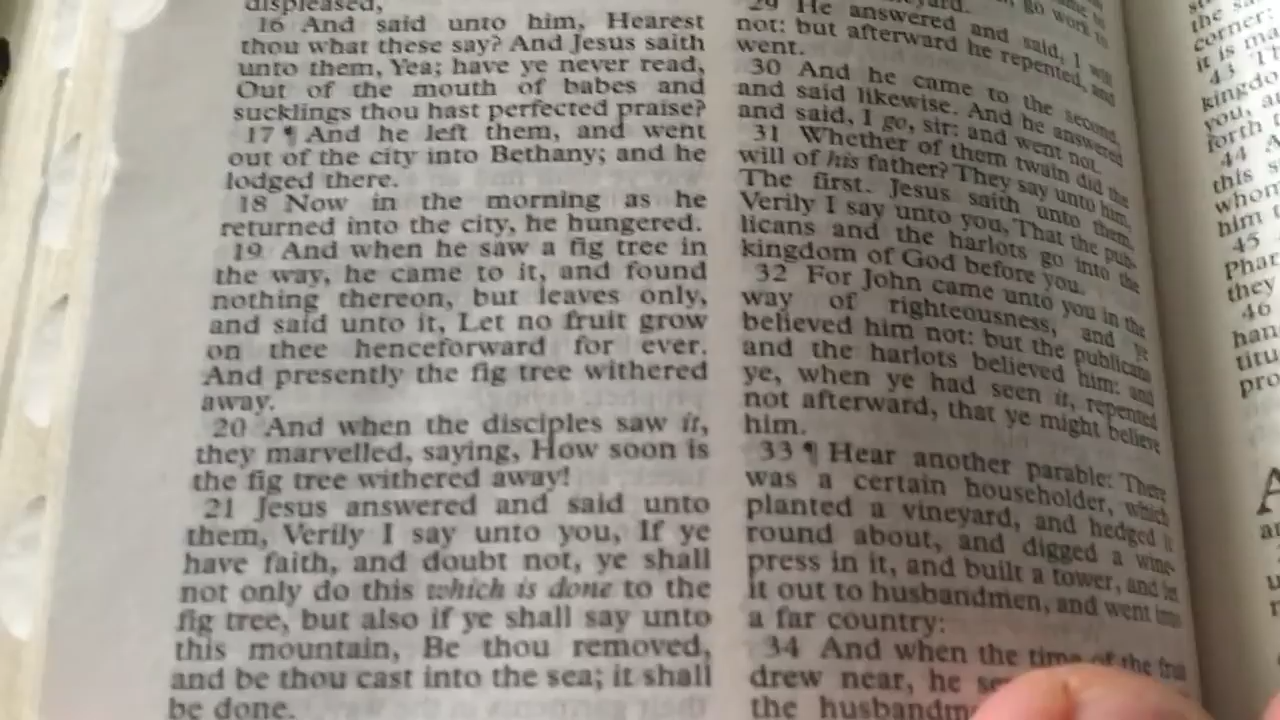 displeased,
16 And said unto him, Hearest
thou what these say? And Jesus saith
unto them, Yea; have ye never read,
Out of the mouth of babes and
sucklings thou hast perfected praise?
17 ¶ And he left them, and went
out of the city into Bethany; and he
lodged there.
18 Now in the morning as he
returned into the city, he hungered.
19 And when he saw a fig tree in
the way, he came to it, and found
nothing thereon, but leaves only,
and said unto it, Let no fruit grow
on thee henceforward for ever.
And presently the fig tree withered
away.
20 And when the disciples saw it,
they marvelled, saying, How soon is
the fig tree withered away!
21 Jesus answered and said unto
them, Verily I say unto you, If ye
have faith, and doubt not, ye shall
not only do this which is done to the
fig tree, but also if ye shall say unto
this mountain, Be thou removed,
and be thou cast into the sea; it shall
be done.
go work to
29 He answered and said, I will
not: but afterward he repented, and
went.
30 And he came to the second,
and said likewise. And he answered
and said, I go, sir: and went not.
31 Whether of them twain did the
will of his father? They say unto him,
The first. Jesus saith unto them,
Verily I say unto you, That the pub-
licans and the harlots go into the
kingdom of God before you.
32 For John came unto you in the
way of righteousness, and ye
believed him not: but the publicans
and the harlots believed him: and
ye, when ye had seen it, repented
not afterward, that ye might believe
him.
33 ¶ Hear another parable: There
was a certain householder, which
planted a vineyard, and hedged it
round about, and digged a wine-
press in it, and built a tower, and let
it out to husbandmen, and went into
a far country:
34 And when the time of the fruit
drew near, he
the
the
corner:
it is
43
you,
forth
44
this
whom
him
45
they
46